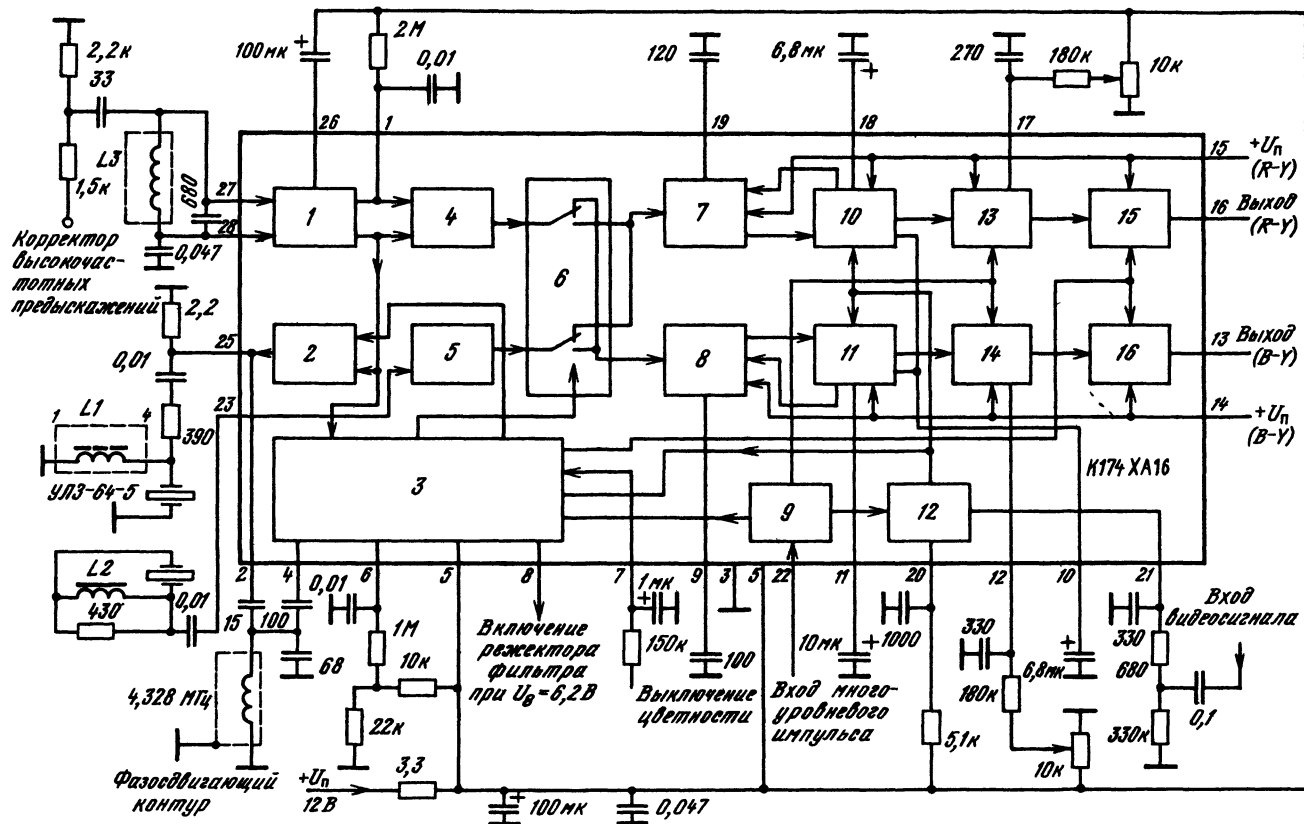 2,2к
33
100мк
+
2М
0,01
120
6,8мк
+
270
180к
10к
26
1
19
18
17
L3
1,5к
680
27
28
0,047
Корректор
высокочас-
тотных
предыскажений
1
4
6
7
10
13
15
15
+Uп
(R-Y)
16
Выход
(R-Y)
2,2
25
0,01
2
5
8
11
14
16
13
Выход
(B-Y)
23
14
+Uп
(B-Y)
L1
1
4
390
УЛЗ-64-5
3
9
12
К174ХА16
L2
430
0,01
2
4
6
5
8
7
9
3
5
22
11
20
12
10
21
15
100
68
0,01
1М
10к
22к
Включение
режектора
фильтра
при U8=6,2В
1мк
+
150к
100
Выключение
цветности
10мк
+
1000
Вход много-
уровневого
импульса
5,1к
330
180к
6,8мк
+
10к
330
680
330к
0,1
Вход
видеосигнала
4,328 МГц
Фазосдвигающий
контур
+Uп
12В
3,3
+
100мк
0,047